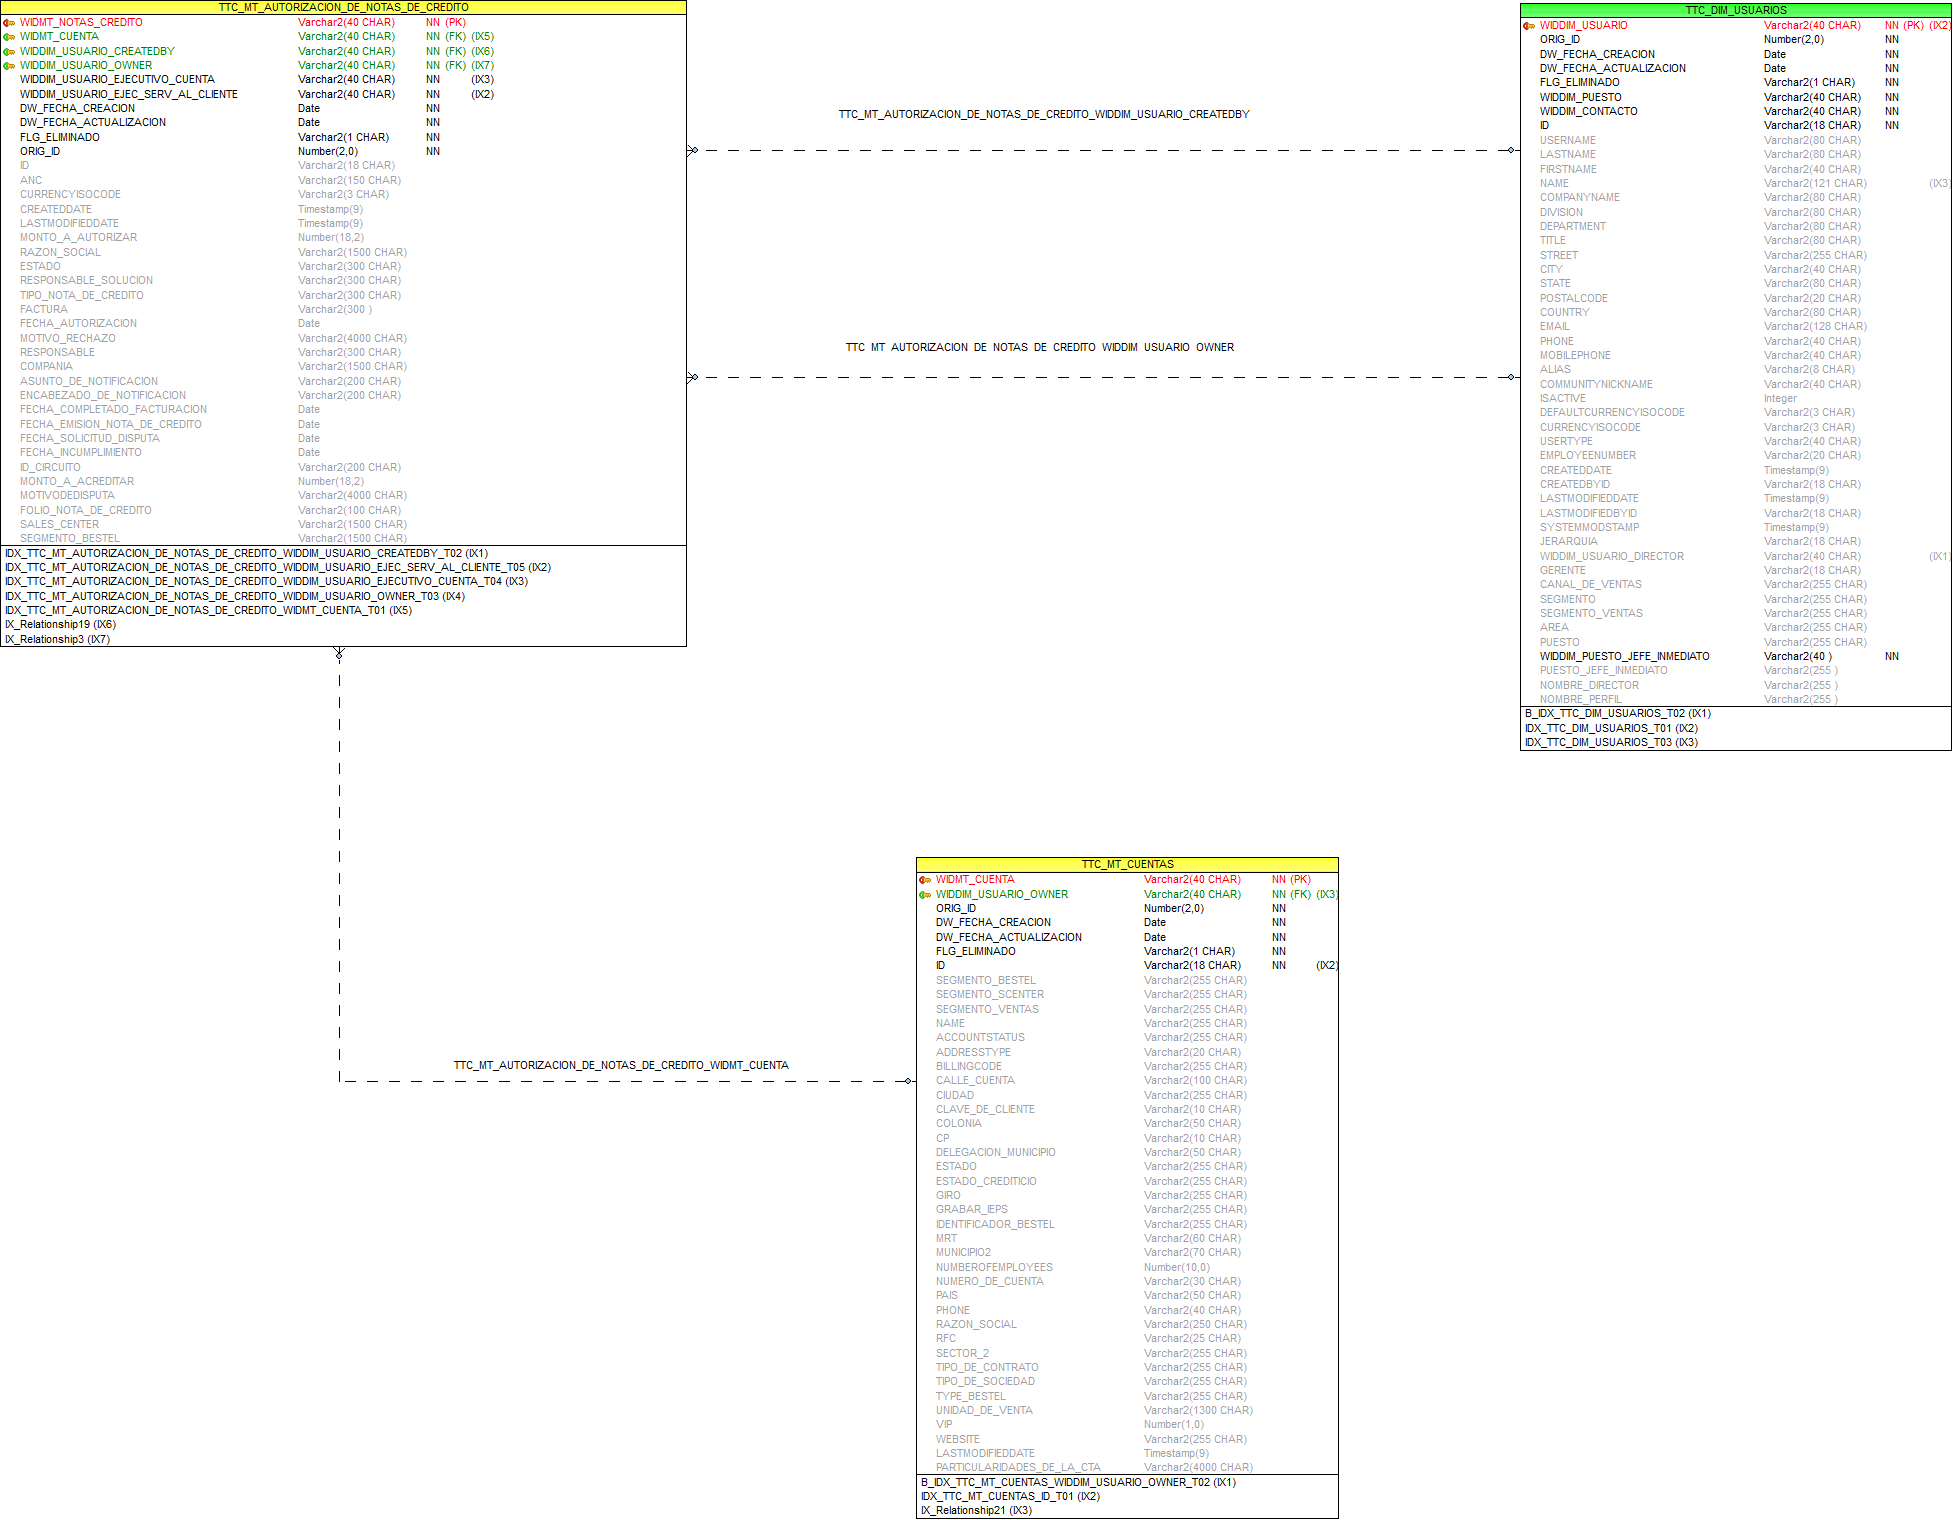 TTC_MT_AUTORIZACION_DE_NOTAS_DE_CREDITO
WIDMT_NOTAS_CREDITO Varchar2(40 CHAR) NN (PK)
WIDMT_CUENTA Varchar2(40 CHAR) NN (FK) (IX5)
WIDDIM_USUARIO_CREATEDBY Varchar2(40 CHAR) NN (FK) (IX6)
WIDDIM_USUARIO_OWNER Varchar2(40 CHAR) NN (FK) (IX7)
WIDDIM_USUARIO_EJECUTIVO_CUENTA Varchar2(40 CHAR) NN (IX3)
WIDDIM_USUARIO_EJEC_SERV_AL_CLIENTE Varchar2(40 CHAR) NN (IX2)
DW_FECHA_CREACION Date NN
DW_FECHA_ACTUALIZACION Date NN
FLG_ELIMINADO Varchar2(1 CHAR) NN
ORIG_ID Number(2,0) NN
ID Varchar2(18 CHAR)
ANC Varchar2(150 CHAR)
CURRENCYISOCODE Varchar2(3 CHAR)
CREATEDDATE Timestamp(9)
LASTMODIFIEDDATE Timestamp(9)
MONTO_A_AUTORIZAR Number(18,2)
RAZON_SOCIAL Varchar2(1500 CHAR)
ESTADO Varchar2(300 CHAR)
RESPONSABLE_SOLUCION Varchar2(300 CHAR)
TIPO_NOTA_DE_CREDITO Varchar2(300 CHAR)
FACTURA Varchar2(300 )
FECHA_AUTORIZACION Date
MOTIVO_RECHAZO Varchar2(4000 CHAR)
RESPONSABLE Varchar2(300 CHAR)
COMPANIA Varchar2(1500 CHAR)
ASUNTO_DE_NOTIFICACION Varchar2(200 CHAR)
ENCABEZADO_DE_NOTIFICACION Varchar2(200 CHAR)
FECHA_COMPLETADO_FACTURACION Date
FECHA_EMISION_NOTA_DE_CREDITO Date
FECHA_SOLICITUD_DISPUTA Date
FECHA_INCUMPLIMIENTO Date
ID_CIRCUITO Varchar2(200 CHAR)
MONTO_A_ACREDITAR Number(18,2)
MOTIVODEDISPUTA Varchar2(4000 CHAR)
FOLIO_NOTA_DE_CREDITO Varchar2(100 CHAR)
SALES_CENTER Varchar2(1500 CHAR)
SEGMENTO_BESTEL Varchar2(1500 CHAR)
IDX_TTC_MT_AUTORIZACION_DE_NOTAS_DE_CREDITO_WIDDIM_USUARIO_CREATEDBY_T02 (IX1)
IDX_TTC_MT_AUTORIZACION_DE_NOTAS_DE_CREDITO_WIDDIM_USUARIO_EJEC_SERV_AL_CLIENTE_T05 (IX2)
IDX_TTC_MT_AUTORIZACION_DE_NOTAS_DE_CREDITO_WIDDIM_USUARIO_EJECUTIVO_CUENTA_T04 (IX3)
IDX_TTC_MT_AUTORIZACION_DE_NOTAS_DE_CREDITO_WIDDIM_USUARIO_OWNER_T03 (IX4)
IDX_TTC_MT_AUTORIZACION_DE_NOTAS_DE_CREDITO_WIDMT_CUENTA_T01 (IX5)
IX_Relationship19 (IX6)
IX_Relationship3 (IX7)
TTC_MT_AUTORIZACION_DE_NOTAS_DE_CREDITO_WIDDIM_USUARIO_CREATEDBY
TTC_MT_AUTORIZACION_DE_NOTAS_DE_CREDITO_WIDDIM_USUARIO_OWNER
TTC_DIM_USUARIOS
WIDDIM_USUARIO Varchar2(40 CHAR) NN (PK) (IX2)
ORIG_ID Number(2,0) NN
DW_FECHA_CREACION Date NN
DW_FECHA_ACTUALIZACION Date NN
FLG_ELIMINADO Varchar2(1 CHAR) NN
WIDDIM_PUESTO Varchar2(40 CHAR) NN
WIDDIM_CONTACTO Varchar2(40 CHAR) NN
ID Varchar2(18 CHAR) NN
USERNAME Varchar2(80 CHAR)
LASTNAME Varchar2(80 CHAR)
FIRSTNAME Varchar2(40 CHAR)
NAME Varchar2(121 CHAR) (IX3)
COMPANYNAME Varchar2(80 CHAR)
DIVISION Varchar2(80 CHAR)
DEPARTMENT Varchar2(80 CHAR)
TITLE Varchar2(80 CHAR)
STREET Varchar2(255 CHAR)
CITY Varchar2(40 CHAR)
STATE Varchar2(80 CHAR)
POSTALCODE Varchar2(20 CHAR)
COUNTRY Varchar2(80 CHAR)
EMAIL Varchar2(128 CHAR)
PHONE Varchar2(40 CHAR)
MOBILEPHONE Varchar2(40 CHAR)
ALIAS Varchar2(8 CHAR)
COMMUNITYNICKNAME Varchar2(40 CHAR)
ISACTIVE Integer
DEFAULTCURRENCYISOCODE Varchar2(3 CHAR)
CURRENCYISOCODE Varchar2(3 CHAR)
USERTYPE Varchar2(40 CHAR)
EMPLOYEENUMBER Varchar2(20 CHAR)
CREATEDDATE Timestamp(9)
CREATEDBYID Varchar2(18 CHAR)
LASTMODIFIEDDATE Timestamp(9)
LASTMODIFIEDBYID Varchar2(18 CHAR)
SYSTEMMODSTAMP Timestamp(9)
JERARQUIA Varchar2(18 CHAR)
WIDDIM_USUARIO_DIRECTOR Varchar2(40 CHAR) (IX1)
GERENTE Varchar2(18 CHAR)
CANAL_DE_VENTAS Varchar2(255 CHAR)
SEGMENTO Varchar2(255 CHAR)
SEGMENTO_VENTAS Varchar2(255 CHAR)
AREA Varchar2(255 CHAR)
PUESTO Varchar2(255 CHAR)
WIDDIM_PUESTO_JEFE_INMEDIATO Varchar2(40 ) NN
PUESTO_JEFE_INMEDIATO Varchar2(255 )
NOMBRE_DIRECTOR Varchar2(255 )
NOMBRE_PERFIL Varchar2(255 )
B_IDX_TTC_DIM_USUARIOS_T02 (IX1)
IDX_TTC_DIM_USUARIOS_T01 (IX2)
IDX_TTC_DIM_USUARIOS_T03 (IX3)
TTC_MT_AUTORIZACION_DE_NOTAS_DE_CREDITO_WIDMT_CUENTA
TTC_MT_CUENTAS
WIDMT_CUENTA Varchar2(40 CHAR) NN (PK)
WIDDIM_USUARIO_OWNER Varchar2(40 CHAR) NN (FK) (IX3)
ORIG_ID Number(2,0) NN
DW_FECHA_CREACION Date NN
DW_FECHA_ACTUALIZACION Date NN
FLG_ELIMINADO Varchar2(1 CHAR) NN
ID Varchar2(18 CHAR) NN (IX2)
SEGMENTO_BESTEL Varchar2(255 CHAR)
SEGMENTO_SCENTER Varchar2(255 CHAR)
SEGMENTO_VENTAS Varchar2(255 CHAR)
NAME Varchar2(255 CHAR)
ACCOUNTSTATUS Varchar2(255 CHAR)
ADDRESSTYPE Varchar2(20 CHAR)
BILLINGCODE Varchar2(255 CHAR)
CALLE_CUENTA Varchar2(100 CHAR)
CIUDAD Varchar2(255 CHAR)
CLAVE_DE_CLIENTE Varchar2(10 CHAR)
COLONIA Varchar2(50 CHAR)
CP Varchar2(10 CHAR)
DELEGACION_MUNICIPIO Varchar2(50 CHAR)
ESTADO Varchar2(255 CHAR)
ESTADO_CREDITICIO Varchar2(255 CHAR)
GIRO Varchar2(255 CHAR)
GRABAR_IEPS Varchar2(255 CHAR)
IDENTIFICADOR_BESTEL Varchar2(255 CHAR)
MRT Varchar2(60 CHAR)
MUNICIPIO2 Varchar2(70 CHAR)
NUMBEROFEMPLOYEES Number(10,0)
NUMERO_DE_CUENTA Varchar2(30 CHAR)
PAIS Varchar2(50 CHAR)
PHONE Varchar2(40 CHAR)
RAZON_SOCIAL Varchar2(250 CHAR)
RFC Varchar2(25 CHAR)
SECTOR_2 Varchar2(255 CHAR)
TIPO_DE_CONTRATO Varchar2(255 CHAR)
TIPO_DE_SOCIEDAD Varchar2(255 CHAR)
TYPE_BESTEL Varchar2(255 CHAR)
UNIDAD_DE_VENTA Varchar2(1300 CHAR)
VIP Number(1,0)
WEBSITE Varchar2(255 CHAR)
LASTMODIFIEDDATE Timestamp(9)
PARTICULARIDADES_DE_LA_CTA Varchar2(4000 CHAR)
B_IDX_TTC_MT_CUENTAS_WIDDIM_USUARIO_OWNER_T02 (IX1)
IDX_TTC_MT_CUENTAS_ID_T01 (IX2)
IX_Relationship21 (IX3)